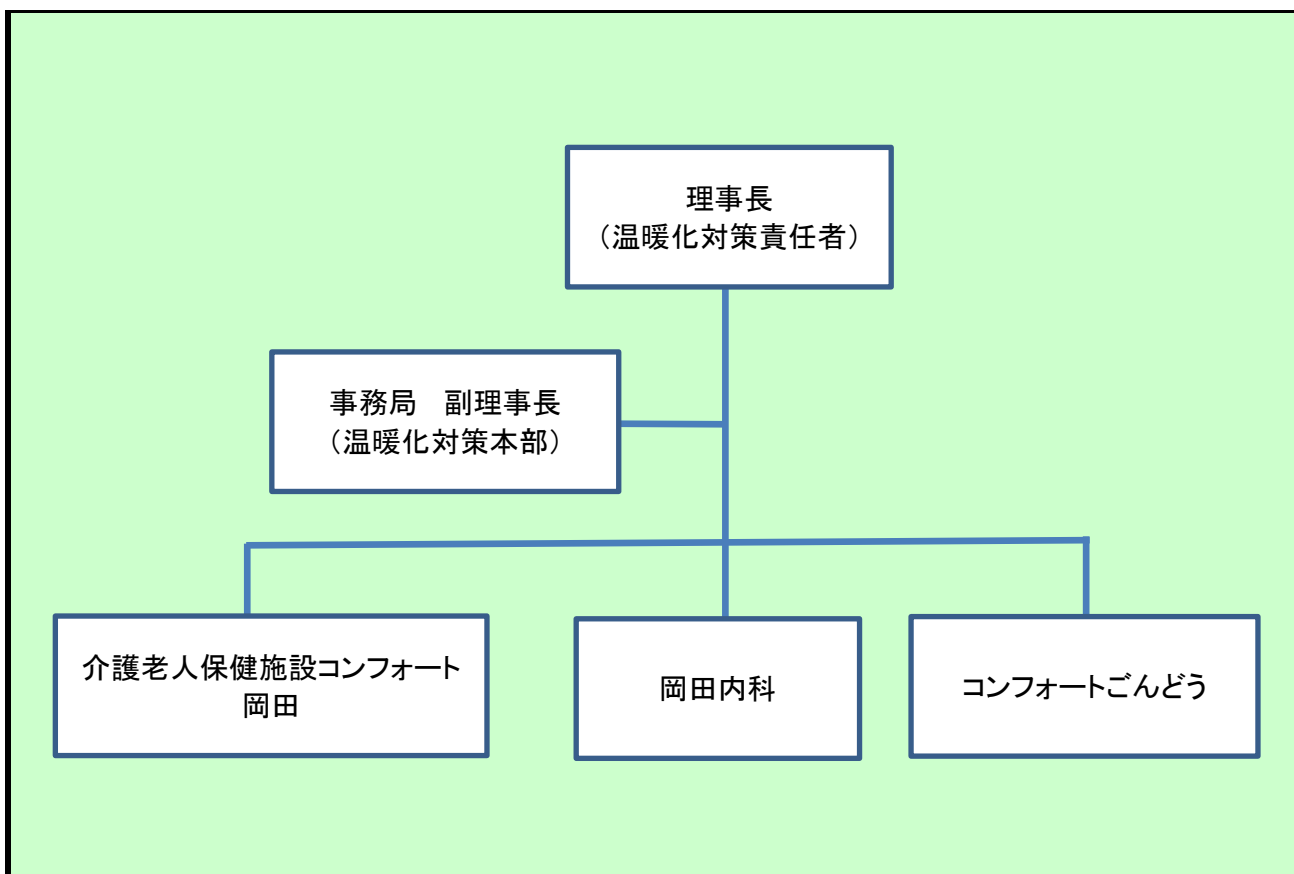 理事長
（温暖化対策責任者）
事務局　副理事長
（温暖化対策本部）
介護老人保健施設コンフォート
岡田
岡田内科
コンフォートごんどう